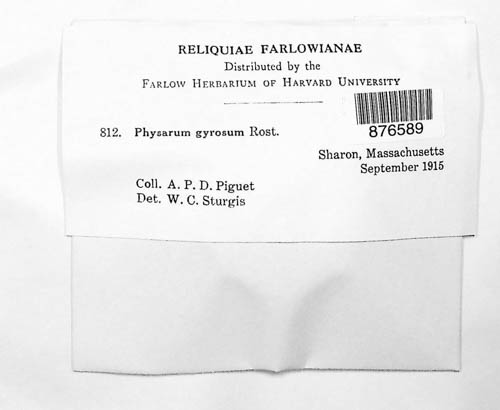 RELIQUIAE FARLOWIANAE
Distributed by the
FARLOW HERBARIUM OF HARVARD UNIVERSITY
876589
812. Physarum gyrosum Rost.
Sharon, Massachusetts
September 1915
Coll. A. P. D. Piguet
Det. W. C. Sturgis